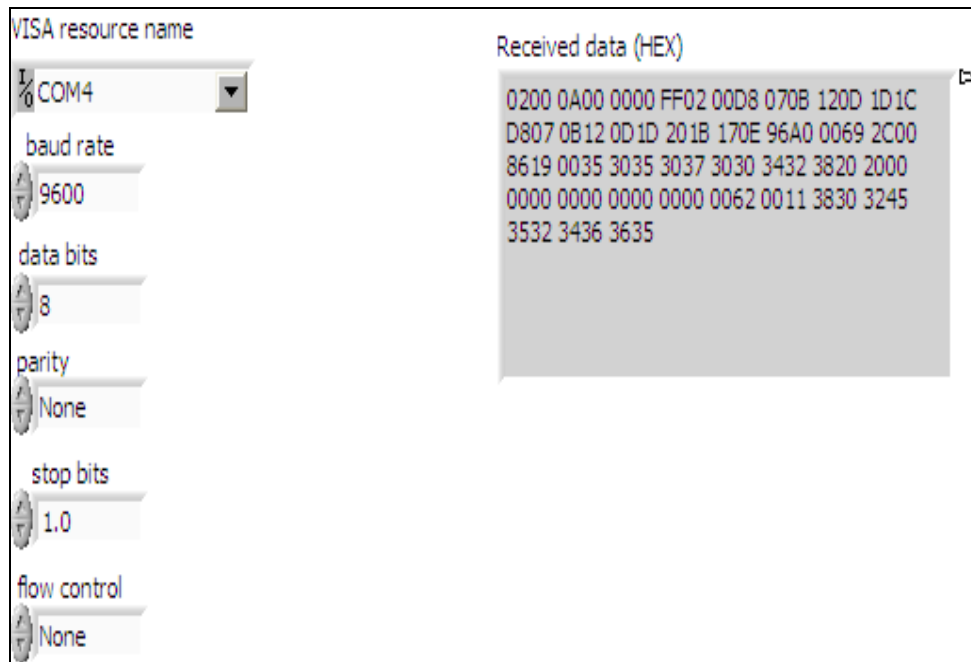 VISA resource name
I/O COM4
baud rate
9600
data bits
8
parity
None
stop bits
1.0
flow control
None
Received data (HEX)
0200 0A00 0000 FF02 00D8 070B 120D 1D1C
D807 0B12 0D1D 201B 170E 96A0 0069 2C00
8619 0035 3035 3037 3030 3432 3820 2000
0000 0000 0000 0000 0062 0011 3830 3245
3532 3436 3635